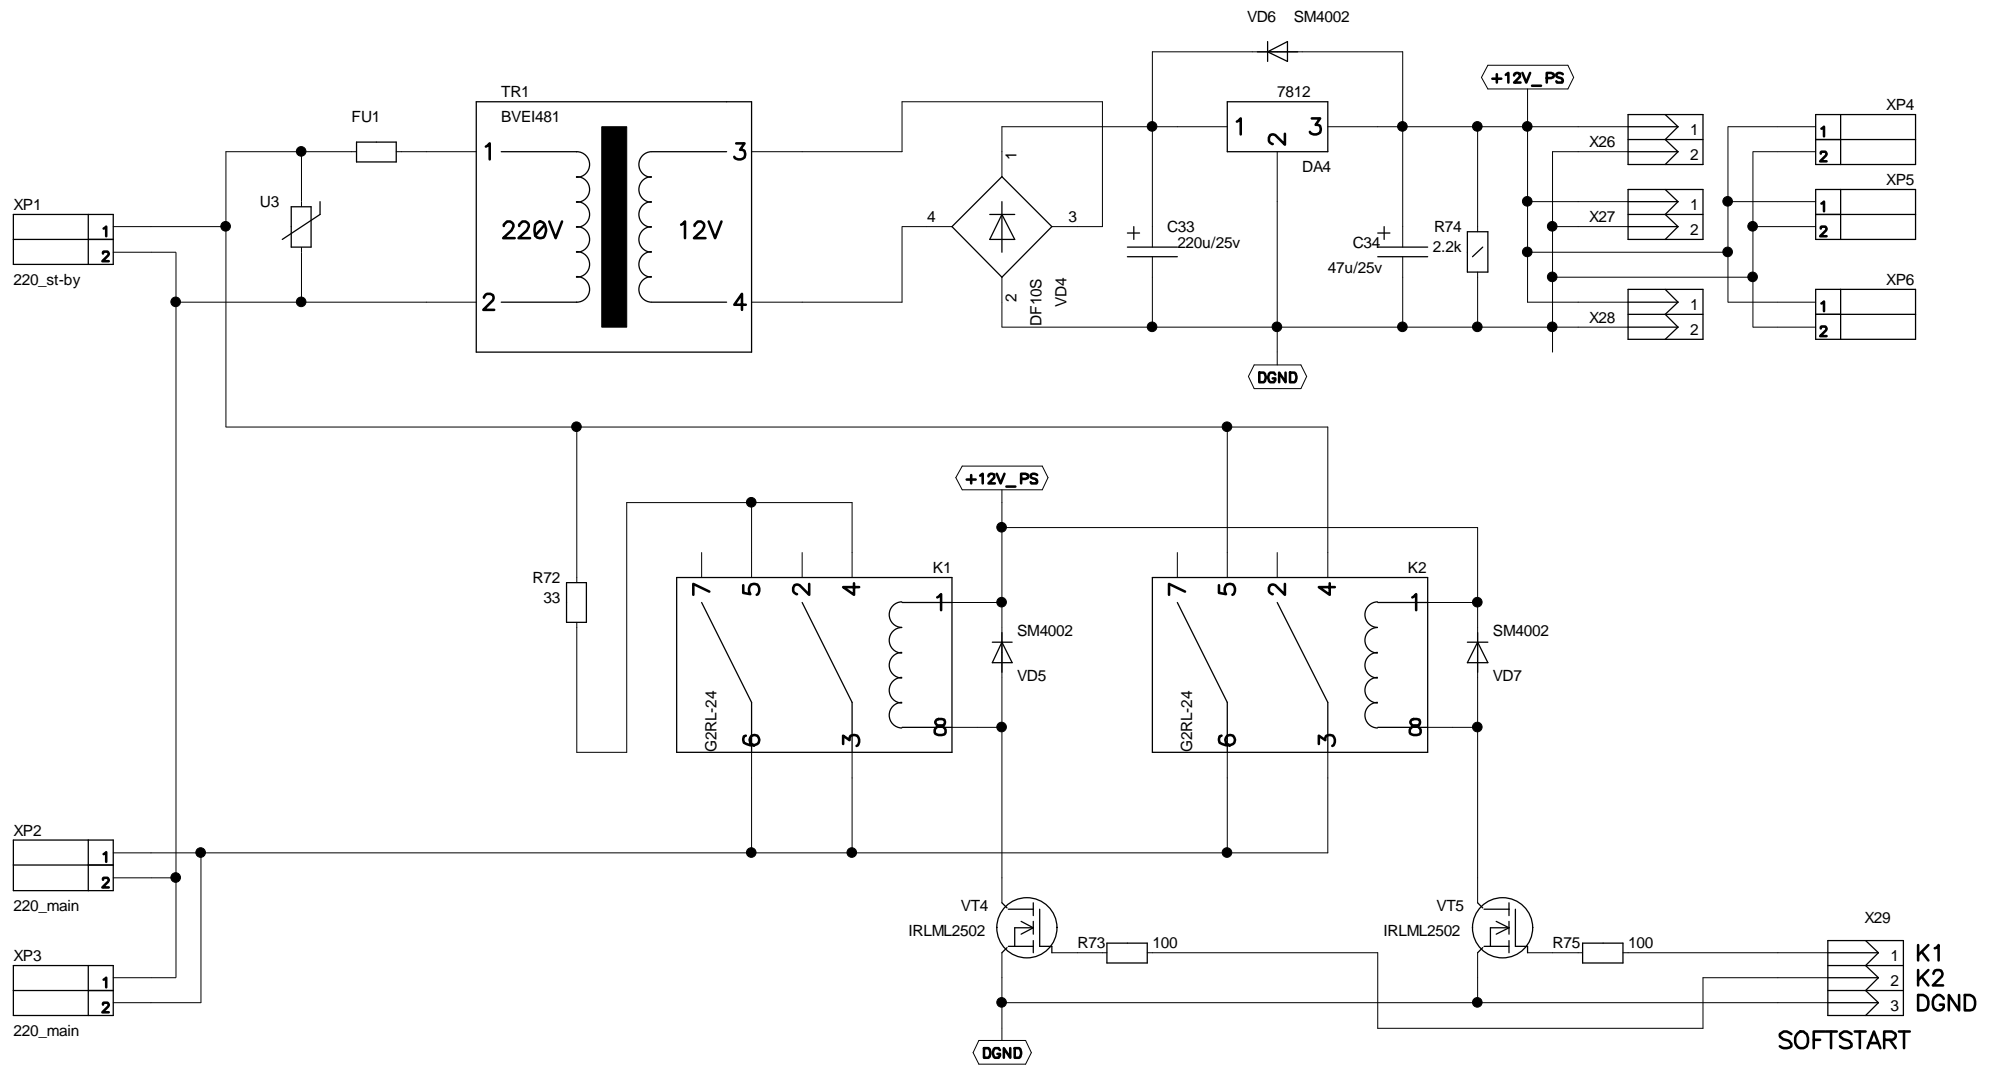 VD6 SM4002
TR1
BVEI481
FU1
7812
+12V_PS
XP4
1
2
1
3
U3
220V
12V
3
4
1
2
3
DA4
X26
1
2
1
2
XP5
1
2
XP1
1
2
220_st-by
4
1
3
2
DF10S
VD4
+
C33
220u/25v
+
C34
47u/25v
R74
2.2k
X27
1
2
XP6
1
2
X28
1
2
DGND
+12V_PS
R72
33
K1
7
5
2
4
1
G2RL-24
6
3
8
SM4002
VD5
K2
7
5
2
4
1
G2RL-24
6
3
8
SM4002
VD7
XP2
1
2
220_main
XP3
1
2
220_main
VT4
IRLML2502
R73 100
VT5
IRLML2502
R75 100
X29
1 K1
2 K2
3 DGND
SOFTSTART
DGND